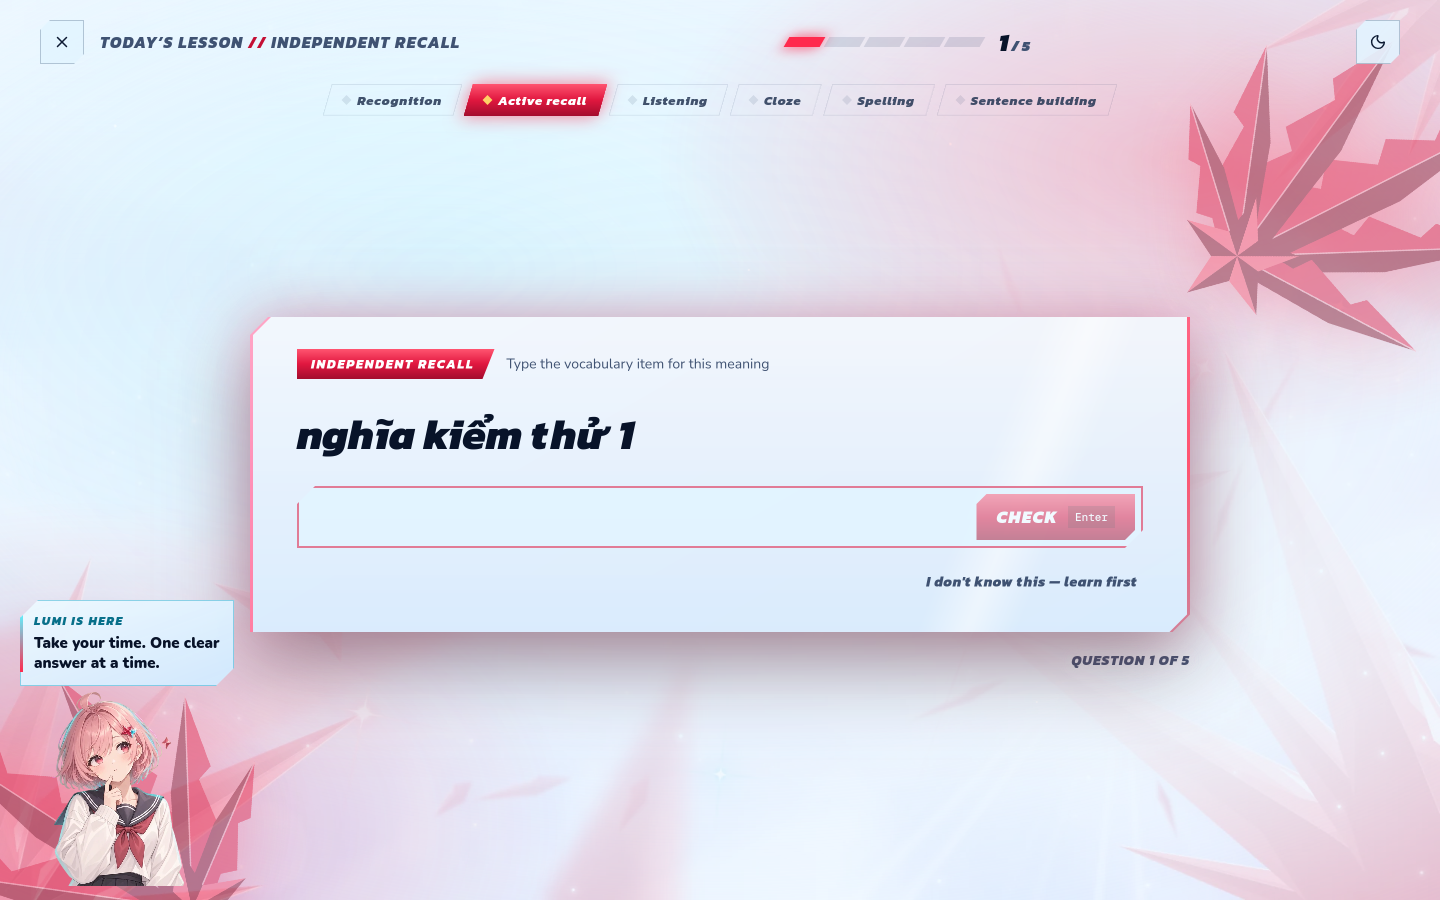 TODAY'S LESSON // INDEPENDENT RECALL
1 / 5
Recognition
Active recall
Listening
Cloze
Spelling
Sentence building
INDEPENDENT RECALL
Type the vocabulary item for this meaning
nghĩa kiểm thử 1
CHECK Enter
I don't know this — learn first
QUESTION 1 OF 5
LUMI IS HERE
Take your time. One clear
answer at a time.